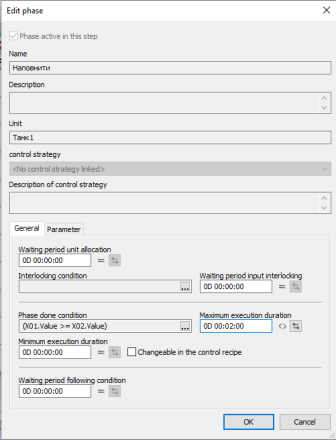 Edit phase
Phase active in this step
Name
Наповнити
Description
Unit
Танк1
control strategy
<No control strategy linked>
Description of control strategy
General Parameter
Waiting period unit allocation
0D 00:00:00 =
Interlocking condition Waiting period input interlocking
... 0D 00:00:00 =
Phase done condition Maximum execution duration
(X01.Value >= X02.Value) ... 0D 00:02:00 <>
Minimum execution duration
0D 00:00:00 = Changeable in the control recipe
Waiting period following condition
0D 00:00:00 =
OK Cancel